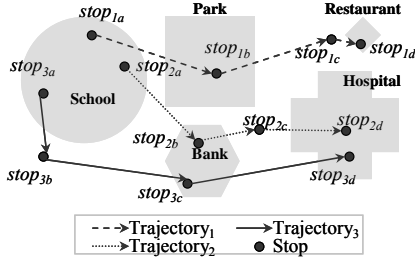 Park
Restaurant
stop1a
stop1b
stop1c
stop1d
stop3a
stop2a
School
Hospital
stop2b
stop2c
stop2d
Bank
stop3b
stop3c
stop3d
Trajectory1
Trajectory3
Trajectory2
Stop